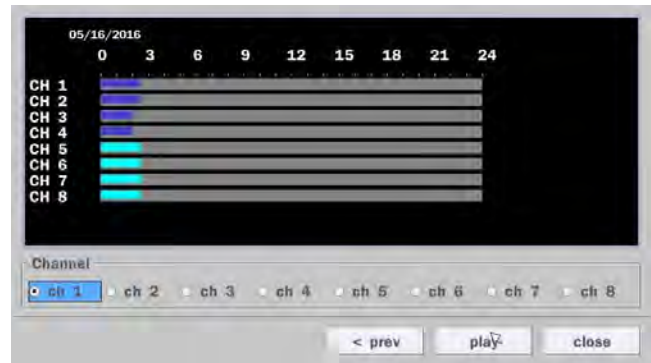 05/16/2016
0 3 6 9 12 15 18 21 24
CH 1
CH 2
CH 3
CH 4
CH 5
CH 6
CH 7
CH 8
Channel
ch 1 ch 2 ch 3 ch 4 ch 5 ch 6 ch 7 ch 8
< prev play close